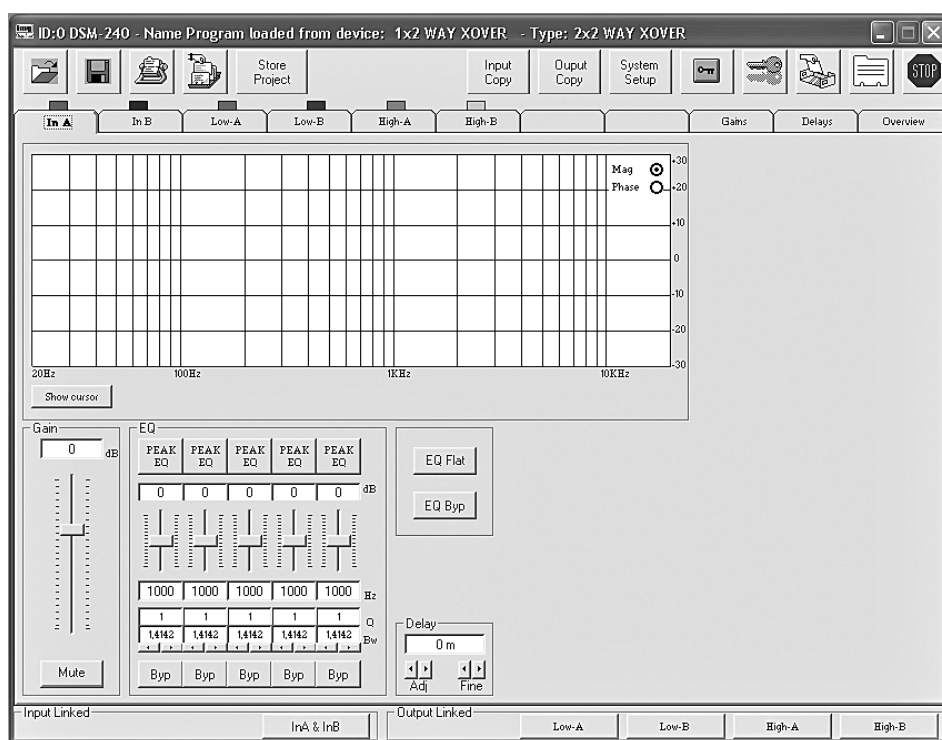 ID:0 DSM-240 - Name Program loaded from device: 1x2 WAY XOVER - Type: 2x2 WAY XOVER
Store Project
Input Copy
Ouput Copy
System Setup
STOP
In A In B Low-A Low-B High-A High-B Gains Delays Overview
Mag
Phase
+30
+20
+10
0
-10
-20
-30
20Hz 100Hz 1KHz 10KHz
Show cursor
Gain
0 dB
Mute
EQ
PEAK EQ PEAK EQ PEAK EQ PEAK EQ PEAK EQ
0 0 0 0 0 dB
1000 1000 1000 1000 1000 Hz
1 1 1 1 1 Q
1,4142 1,4142 1,4142 1,4142 1,4142 Bw
Byp Byp Byp Byp Byp
EQ Flat
EQ Byp
Delay
0 m
Adj Fine
Input Linked
InA & InB
Output Linked
Low-A Low-B High-A High-B